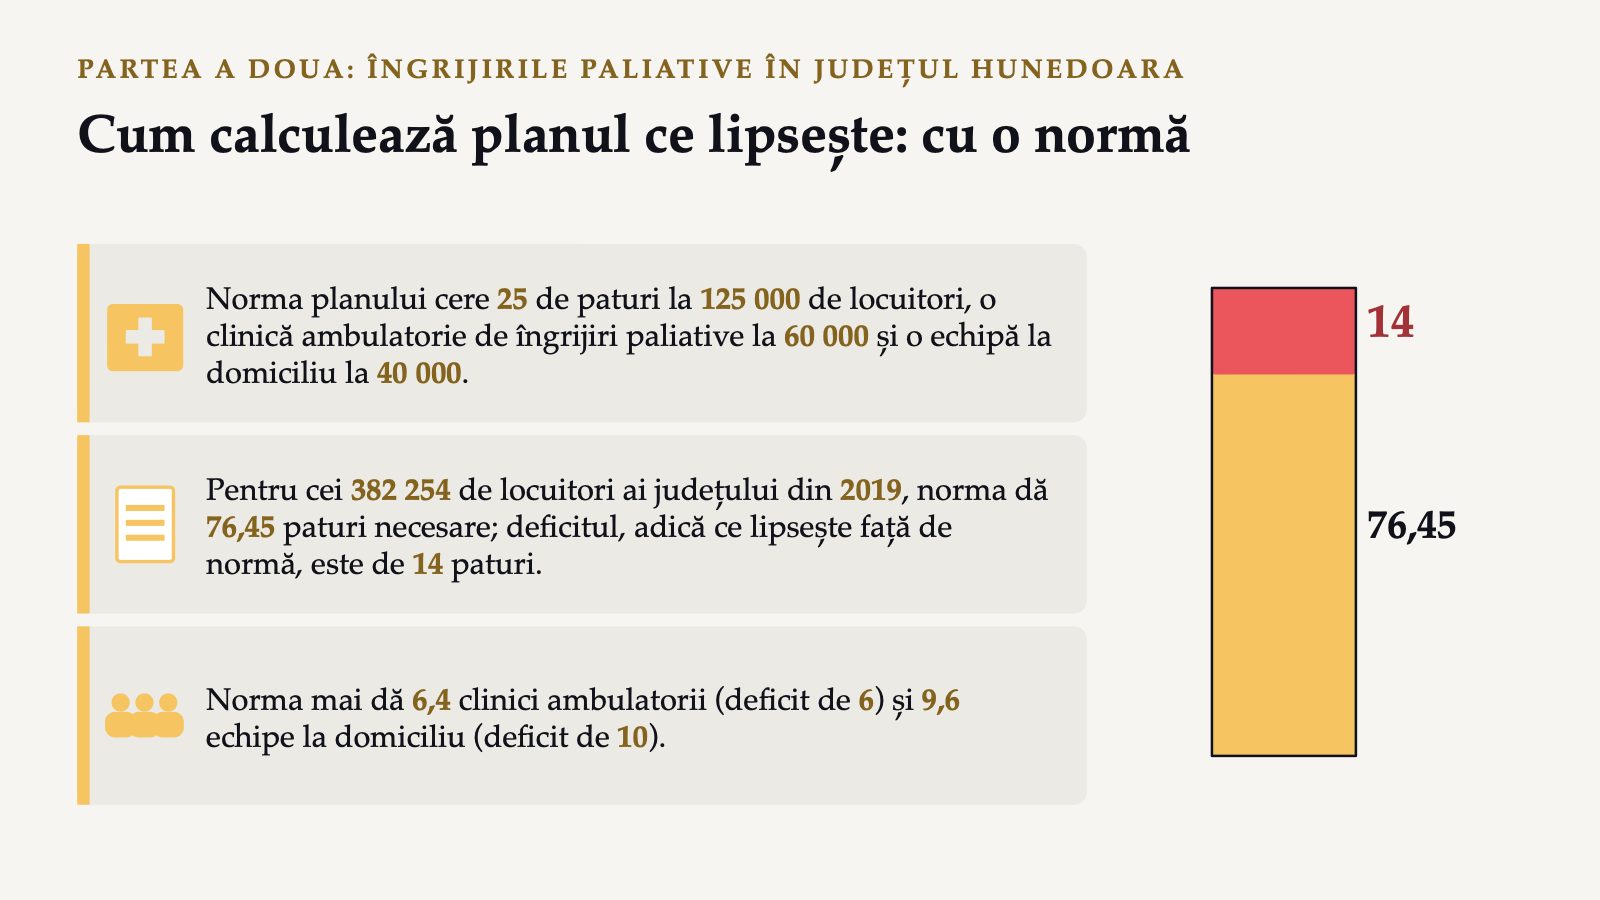 PARTEA A DOUA: ÎNGRIJIRILE PALIATIVE ÎN JUDEȚUL HUNEDOARA
Cum calculează planul ce lipsește: cu o normă
Norma planului cere 25 de paturi la 125 000 de locuitori, o
clinică ambulatorie de îngrijiri paliative la 60 000 și o echipă la
domiciliu la 40 000.
Pentru cei 382 254 de locuitori ai județului din 2019, norma dă
76,45 paturi necesare; deficitul, adică ce lipsește față de
normă, este de 14 paturi.
Norma mai dă 6,4 clinici ambulatorii (deficit de 6) și 9,6
echipe la domiciliu (deficit de 10).
14
76,45